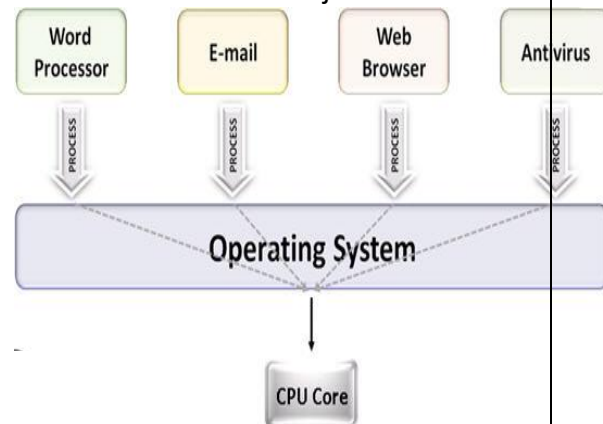 Word
Processor
E-mail
Web
Browser
Antivirus
PROCESS
PROCESS
PROCESS
PROCESS
Operating System
CPU Core